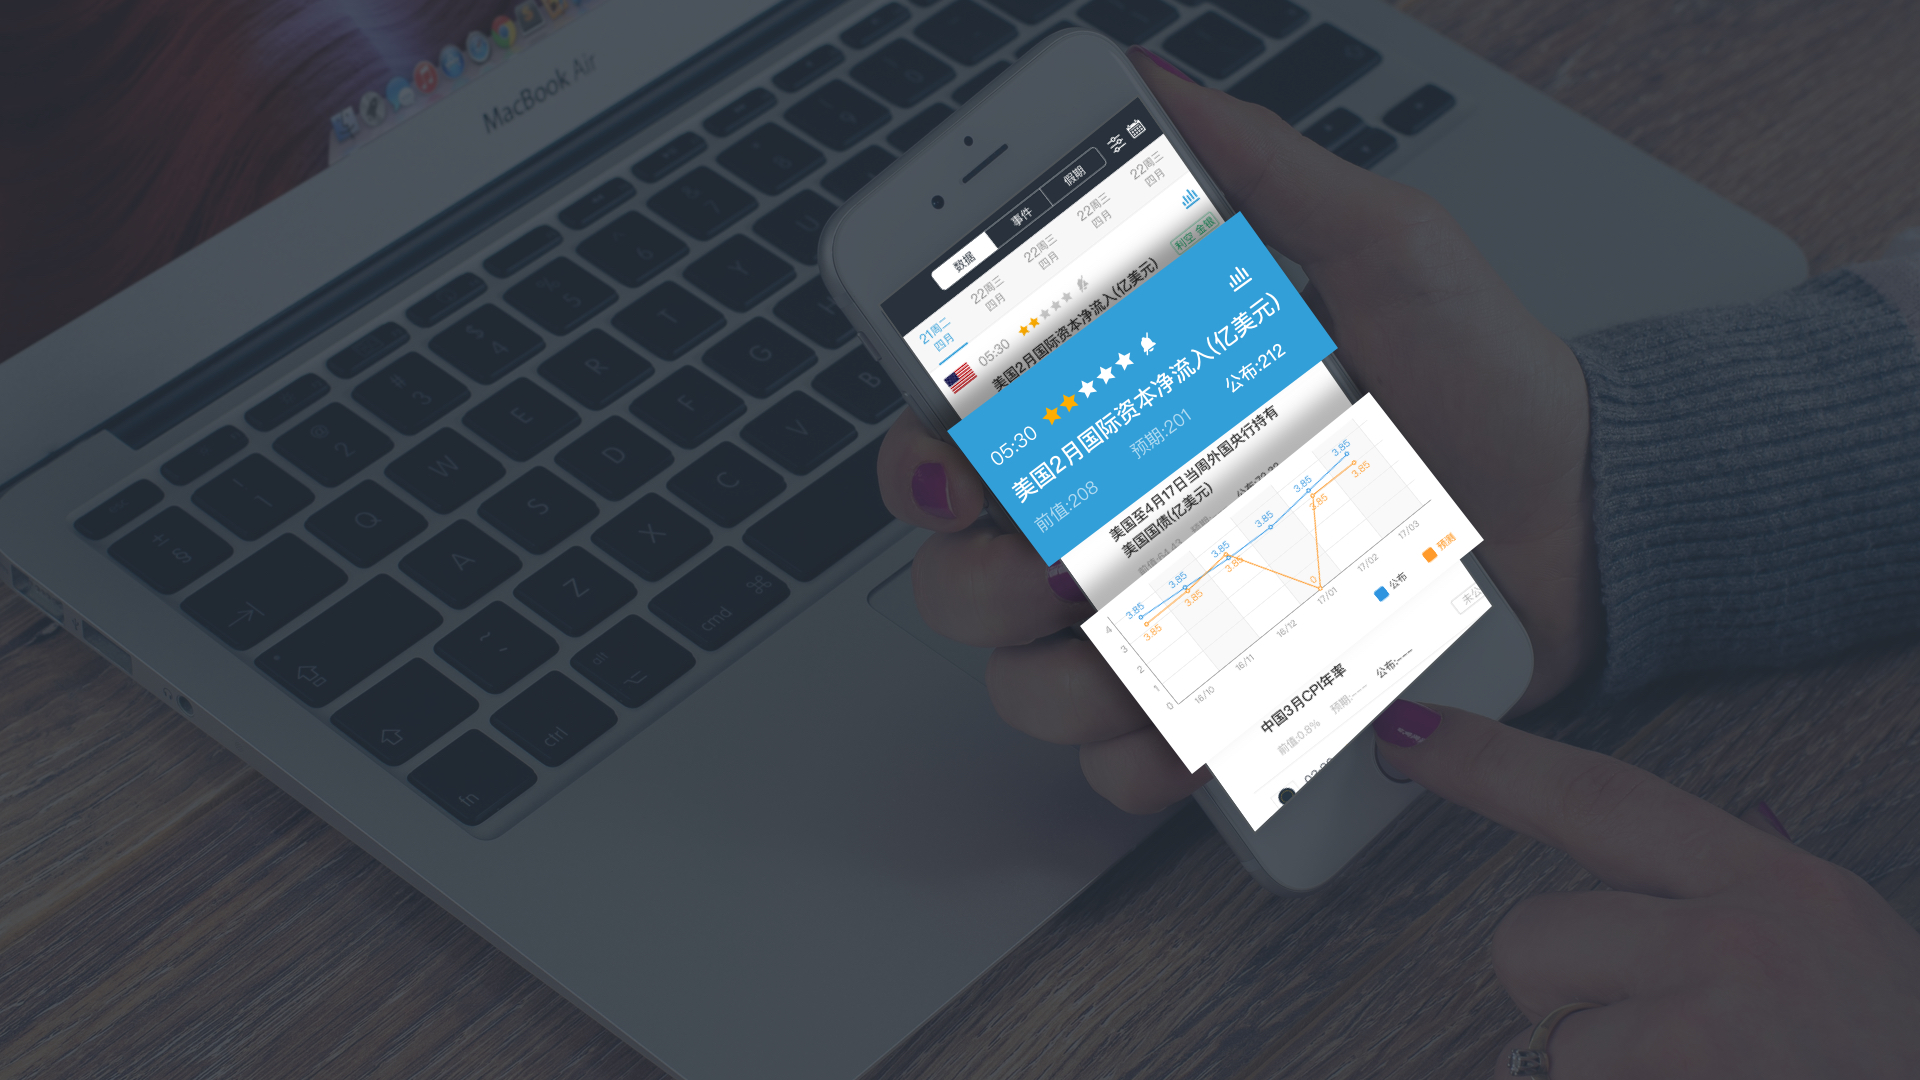 MacBook Air
数据 事件 假期
21周二 四月
22周三 四月
22周三 四月
22周三 四月
22周三 四月
05:30
利空 金银
美国2月国际资本净流入(亿美元)
05:30
美国2月国际资本净流入(亿美元)
前值:208 预期:201 公布:212
美国至4月17日当周外国央行持有
美国国债(亿美元)
3.85 3.85 3.85 3.85 3.85 3.85
3.85 3.85 3.85 0 3.85 3.85
4
3
2
1
0
16/10 16/11 16/12 17/01 17/02 17/03
公布 预测
中国3月CPI年率
前值:0.8% 预期:--- 公布:---
Q W E R T Y U
A S D F G
Z X C V B
fn ctrl alt cmd